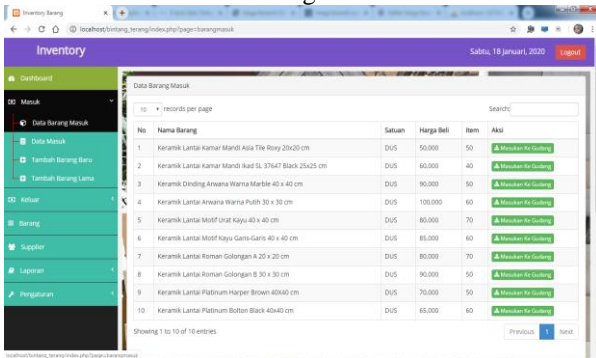 Inventory Barang
localhost/bintang_terang/index.php?page=barangmasuk
Inventory
Sabtu, 18 Januari, 2020 Logout
Dashboard
Masuk
Data Barang Masuk
Data Masuk
Tambah Barang Baru
Tambah Barang Lama
Keluar
Barang
Supplier
Laporan
Pengaturan
Data Barang Masuk
10 records per page Search:
No Nama Barang Satuan Harga Beli Item Aksi
1 Keramik Lantai Kamar Mandi Asia Tile Roxy 20x20 cm DUS 50.000 50 Masukan Ke Gudang
2 Keramik Lantai Kamar Mandi Ikad SL 37647 Black 25x25 cm DUS 60.000 40 Masukan Ke Gudang
3 Keramik Dinding Arwana Warna Marble 40 x 40 cm DUS 90.000 50 Masukan Ke Gudang
4 Keramik Lantai Arwana Warna Putih 30 x 30 cm DUS 100.000 60 Masukan Ke Gudang
5 Keramik Lantai Motif Urat Kayu 40 x 40 cm DUS 80.000 70 Masukan Ke Gudang
6 Keramik Lantai Motif Kayu Garis-Garis 40 x 40 cm DUS 85.000 60 Masukan Ke Gudang
7 Keramik Lantai Roman Golongan A 20 x 20 cm DUS 80.000 70 Masukan Ke Gudang
8 Keramik Lantai Roman Golongan B 30 x 30 cm DUS 90.000 50 Masukan Ke Gudang
9 Keramik Lantai Platinum Harper Brown 40X40 cm DUS 70.000 50 Masukan Ke Gudang
10 Keramik Lantai Platinum Bolton Black 40x40 cm DUS 65.000 60 Masukan Ke Gudang
Showing 1 to 10 of 10 entries Previous 1 Next
localhost/bintang_terang/index.php?page=barangmasuk